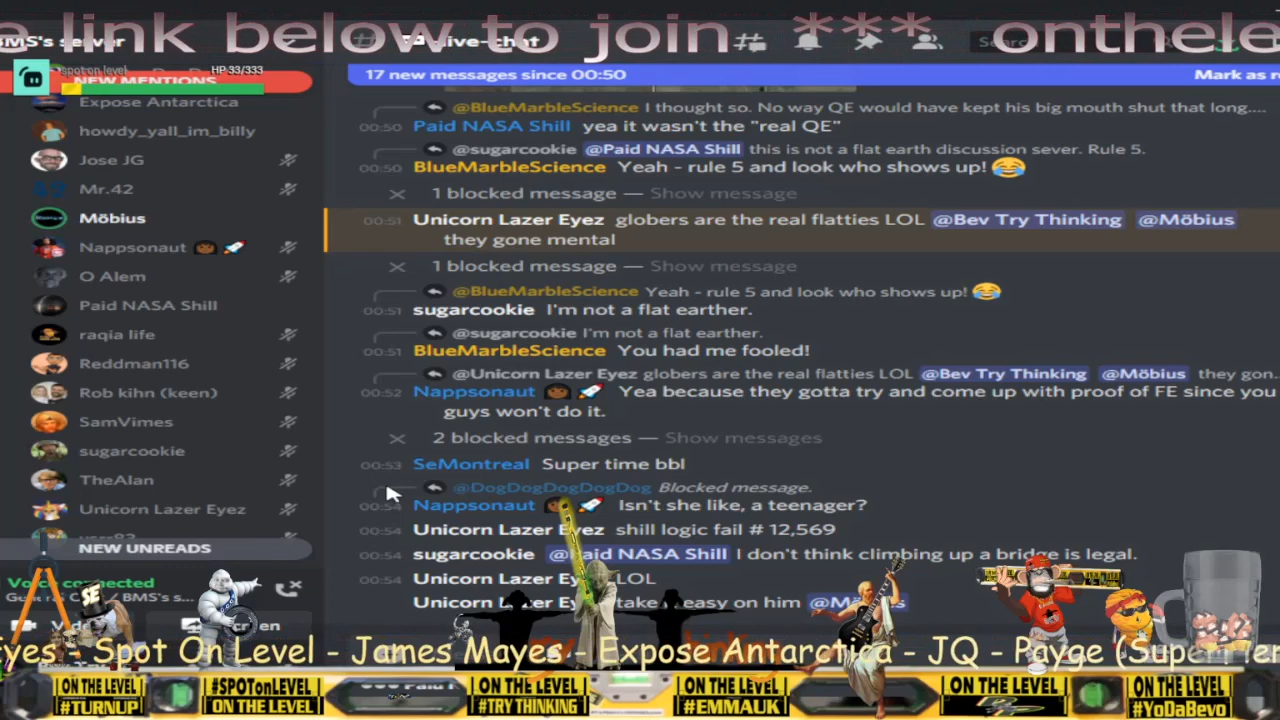 e link below to join *** onthele
BMS's server
live-chat
spot on level HP 33/333
NEW MENTIONS
17 new messages since 00:50 Mark as r
Expose Antarctica
howdy_yall_im_billy
Jose JG
Mr.42
Möbius
Nappsonaut
O Alem
Paid NASA Shill
raqia life
Reddman116
Rob kihn (keen)
SamVimes
sugarcookie
TheAlan
Unicorn Lazer Eyez
NEW UNREADS
Voice connected
@BlueMarbleScience I thought so. No way QE would have kept his big mouth shut that long....
00:50 Paid NASA Shill yea it wasn't the "real QE"
@sugarcookie @Paid NASA Shill this is not a flat earth discussion sever. Rule 5.
00:50 BlueMarbleScience Yeah - rule 5 and look who shows up! 😂
1 blocked message — Show message
00:51 Unicorn Lazer Eyez globers are the real flatties LOL @Bev Try Thinking @Möbius
they gone mental
1 blocked message — Show message
@BlueMarbleScience Yeah - rule 5 and look who shows up! 😂
00:51 sugarcookie I'm not a flat earther.
@sugarcookie I'm not a flat earther.
00:51 BlueMarbleScience You had me fooled!
@Unicorn Lazer Eyez globers are the real flatties LOL @Bev Try Thinking @Möbius they gon...
00:52 Nappsonaut Yea because they gotta try and come up with proof of FE since you
guys won't do it.
2 blocked messages — Show messages
00:53 SeMontreal Super time bbl
@DogDogDogDogDog Blocked message.
00:54 Nappsonaut Isn't she like, a teenager?
00:54 Unicorn Lazer Eyez shill logic fail # 12,569
00:54 sugarcookie @Paid NASA Shill I don't think climbing up a bridge is legal.
00:54 Unicorn Lazer Ey LOL
Unicorn Lazer Ey take easy on him
SE
Eyes - Spot On Level - James Mayes - Expose Antarctica - JQ - Payge (Super
ON THE LEVEL
#TURNUP
#SPOTonLEVEL
ON THE LEVEL
ON THE LEVEL
#TRY THINKING
ON THE LEVEL
#EMMAUK
ON THE LEVEL
ON THE LEVEL
#YoDaBevo